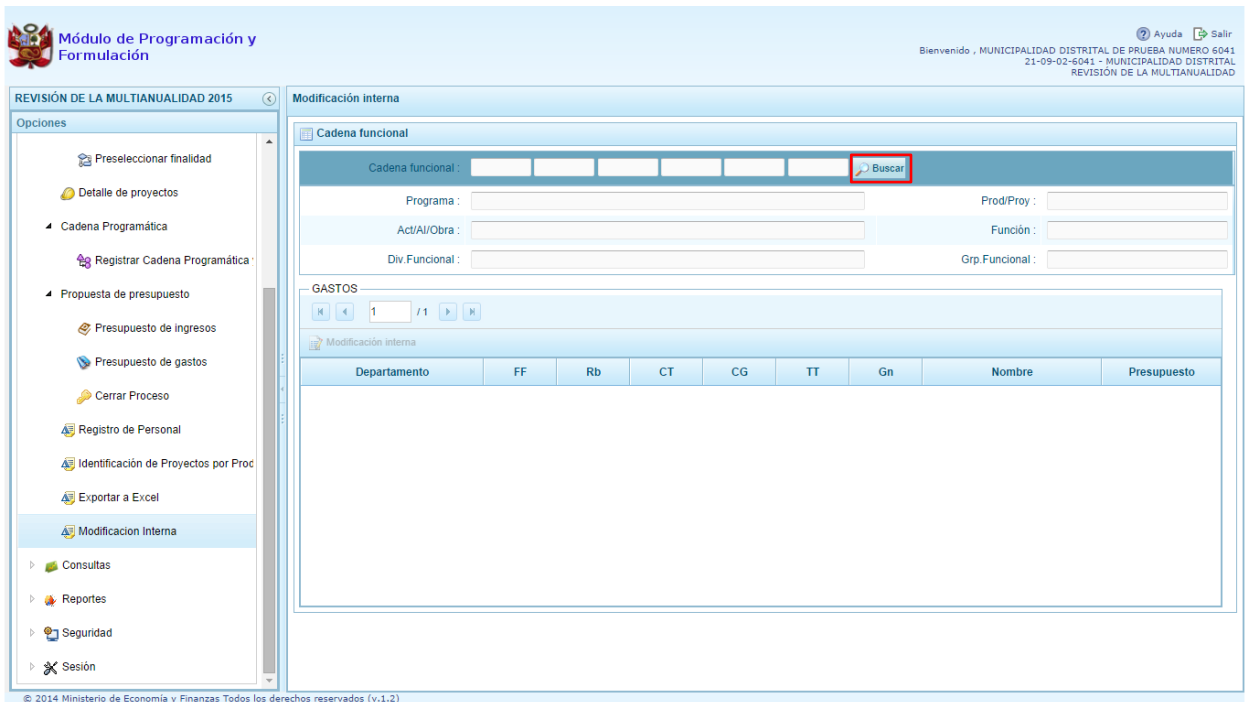 Módulo de Programación y
Formulación
Ayuda Salir
Bienvenido , MUNICIPALIDAD DISTRITAL DE PRUEBA NUMERO 6041
21-09-02-6041 - MUNICIPALIDAD DISTRITAL
REVISIÓN DE LA MULTIANUALIDAD
REVISIÓN DE LA MULTIANUALIDAD 2015
Opciones
Preseleccionar finalidad
Detalle de proyectos
Cadena Programática
Registrar Cadena Programática
Propuesta de presupuesto
Presupuesto de ingresos
Presupuesto de gastos
Cerrar Proceso
Registro de Personal
Identificación de Proyectos por Prod
Exportar a Excel
Modificacion Interna
Consultas
Reportes
Seguridad
Sesión
Modificación interna
Cadena funcional
Cadena funcional : Buscar
Programa : Prod/Proy :
Act/AI/Obra : Función :
Div.Funcional : Grp.Funcional :
GASTOS
1 / 1
Modificación interna
Departamento FF Rb CT CG TT Gn Nombre Presupuesto
© 2014 Ministerio de Economía y Finanzas Todos los derechos reservados (v.1.2)